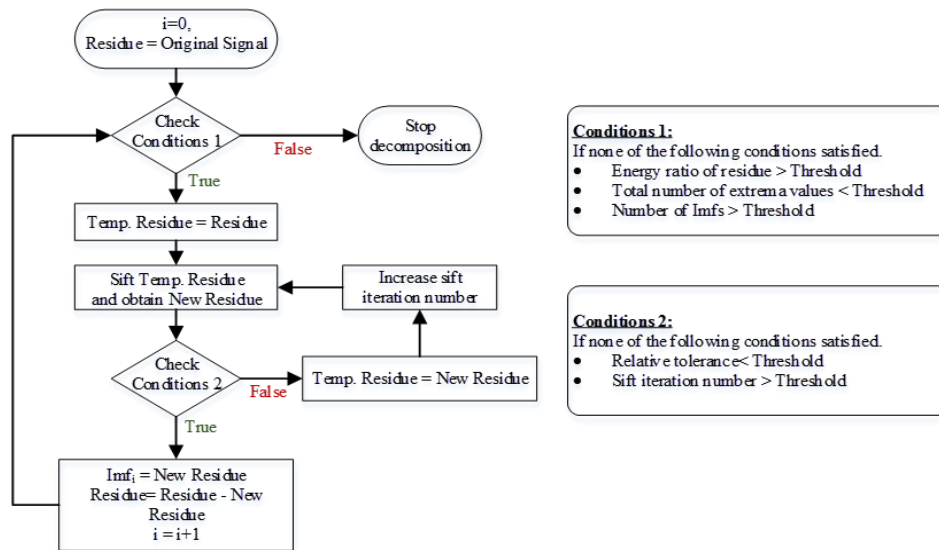 i=0,
Residue = Original Signal
Check
Conditions 1
False
Stop
decomposition
True
Temp. Residue = Residue
Sift Temp. Residue
and obtain New Residue
Increase sift
iteration number
Check
Conditions 2
False
Temp. Residue = New Residue
True
Imfᵢ = New Residue
Residue= Residue - New
Residue
i = i+1
Conditions 1:
If none of the following conditions satisfied.
• Energy ratio of residue > Threshold
• Total number of extrema values < Threshold
• Number of Imfs > Threshold
Conditions 2:
If none of the following conditions satisfied.
• Relative tolerance< Threshold
• Sift iteration number > Threshold